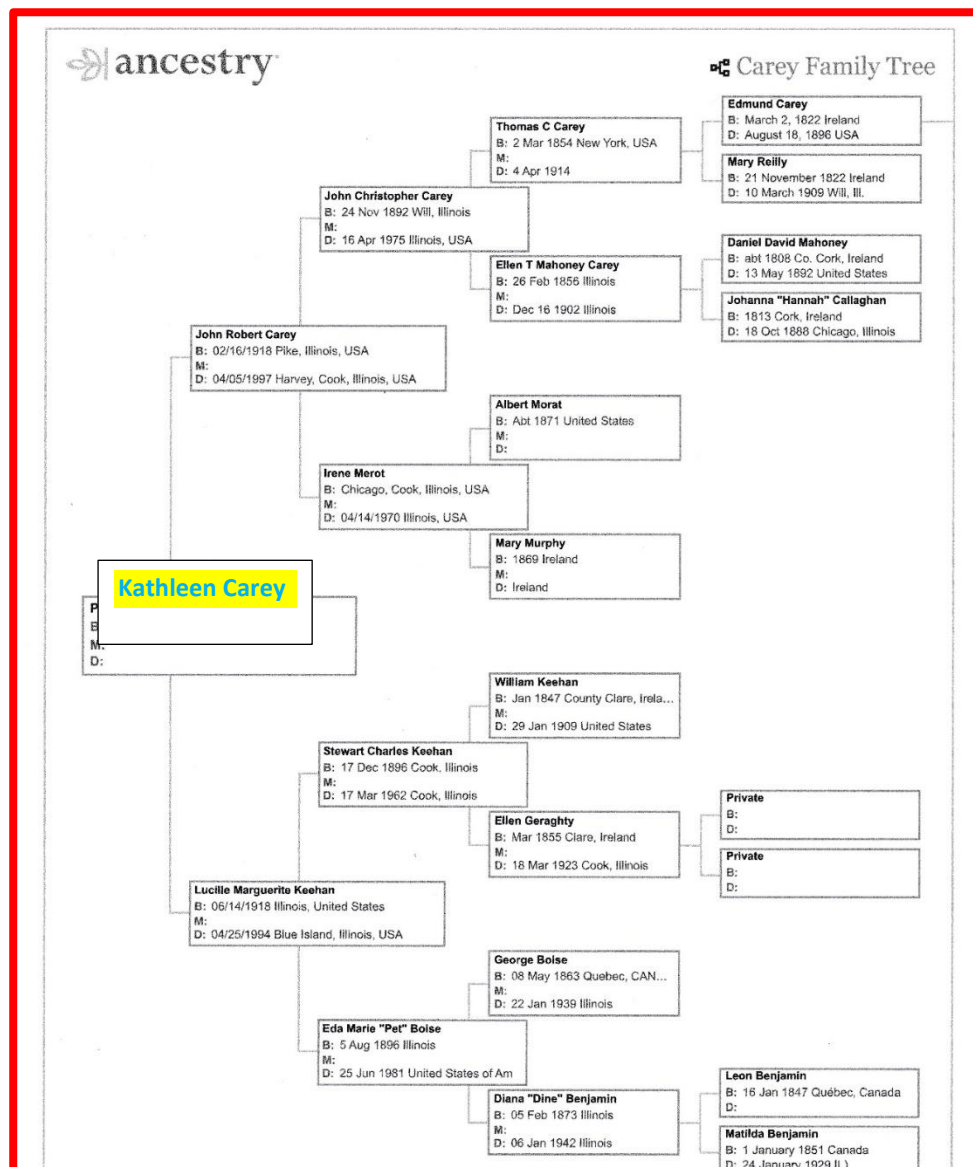 ancestry
Carey Family Tree
Edmund Carey
B: March 2, 1822 Ireland
D: August 18, 1896 USA
Thomas C Carey
B: 2 Mar 1854 New York, USA
M:
D: 4 Apr 1914
Mary Reilly
B: 21 November 1822 Ireland
D: 10 March 1909 Will, Ill.
John Christopher Carey
B: 24 Nov 1892 Will, Illinois
M:
D: 16 Apr 1975 Illinois, USA
Daniel David Mahoney
B: abt 1808 Co. Cork, Ireland
D: 13 May 1892 United States
Ellen T Mahoney Carey
B: 26 Feb 1856 Illinois
M:
D: Dec 16 1902 Illinois
Johanna "Hannah" Callaghan
B: 1813 Cork, Ireland
D: 18 Oct 1888 Chicago, Illinois
John Robert Carey
B: 02/16/1918 Pike, Illinois, USA
M:
D: 04/05/1997 Harvey, Cook, Illinois, USA
Albert Morat
B: Abt 1871 United States
M:
D:
Irene Merot
B: Chicago, Cook, Illinois, USA
M:
D: 04/14/1970 Illinois, USA
Mary Murphy
B: 1869 Ireland
M:
D: Ireland
Kathleen Carey
P
B
M:
D:
William Keehan
B: Jan 1847 County Clare, Irela...
M:
D: 29 Jan 1909 United States
Stewart Charles Keehan
B: 17 Dec 1896 Cook, Illinois
M:
D: 17 Mar 1962 Cook, Illinois
Ellen Geraghty
B: Mar 1855 Clare, Ireland
M:
D: 18 Mar 1923 Cook, Illinois
Private
B:
D:
Private
B:
D:
Lucille Marguerite Keehan
B: 06/14/1918 Illinois, United States
M:
D: 04/25/1994 Blue Island, Illinois, USA
George Boise
B: 08 May 1863 Quebec, CAN...
M:
D: 22 Jan 1939 Illinois
Eda Marie "Pet" Boise
B: 5 Aug 1896 Illinois
M:
D: 25 Jun 1981 United States of Am
Diana "Dine" Benjamin
B: 05 Feb 1873 Illinois
M:
D: 06 Jan 1942 Illinois
Leon Benjamin
B: 16 Jan 1847 Québec, Canada
D:
Matilda Benjamin
B: 1 January 1851 Canada
D: 24 January 1929 IL)